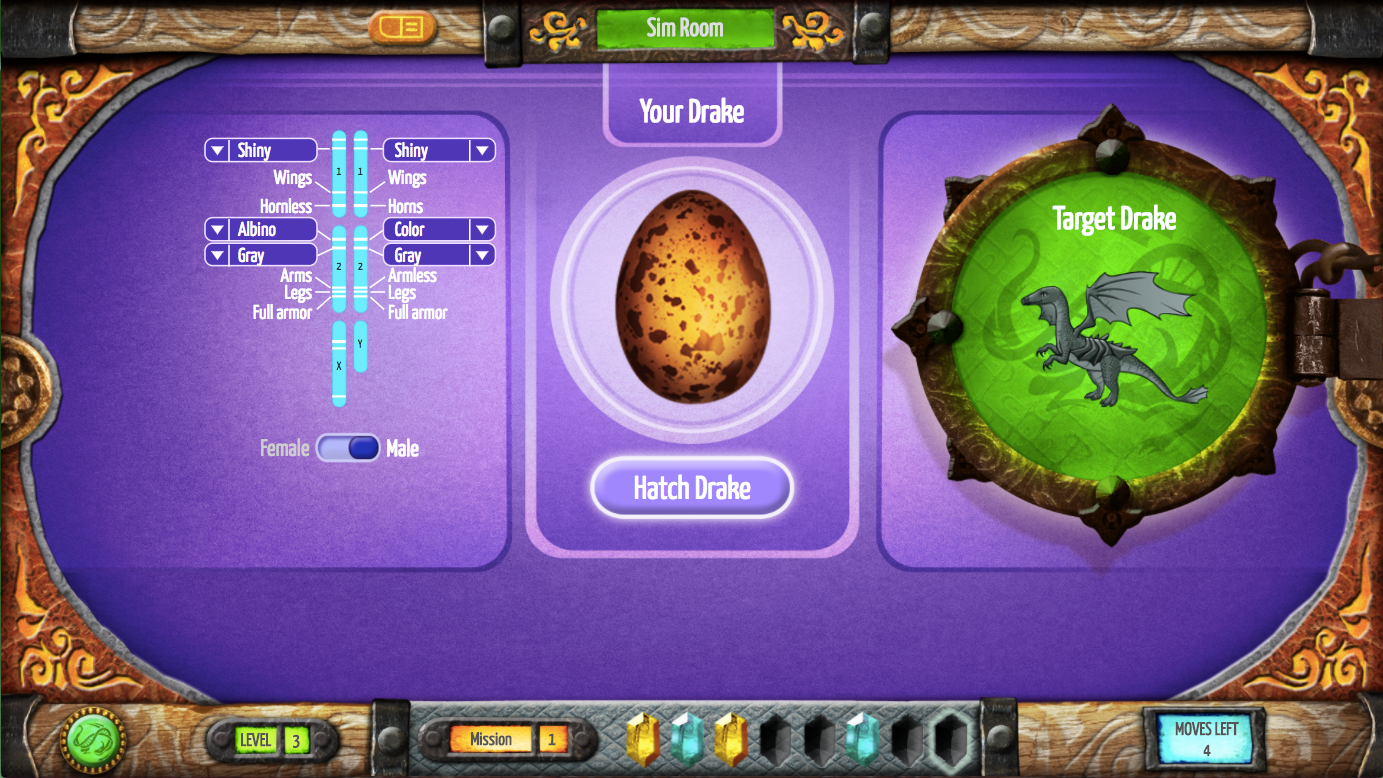 Sim Room
Your Drake
Shiny Shiny
1 1
Wings Wings
Hornless Horns
Albino Color
Gray Gray
2 2
Arms Armless
Legs Legs
Full armor Full armor
Y
X
Female Male
Hatch Drake
Target Drake
LEVEL 3
Mission 1
MOVES LEFT
4